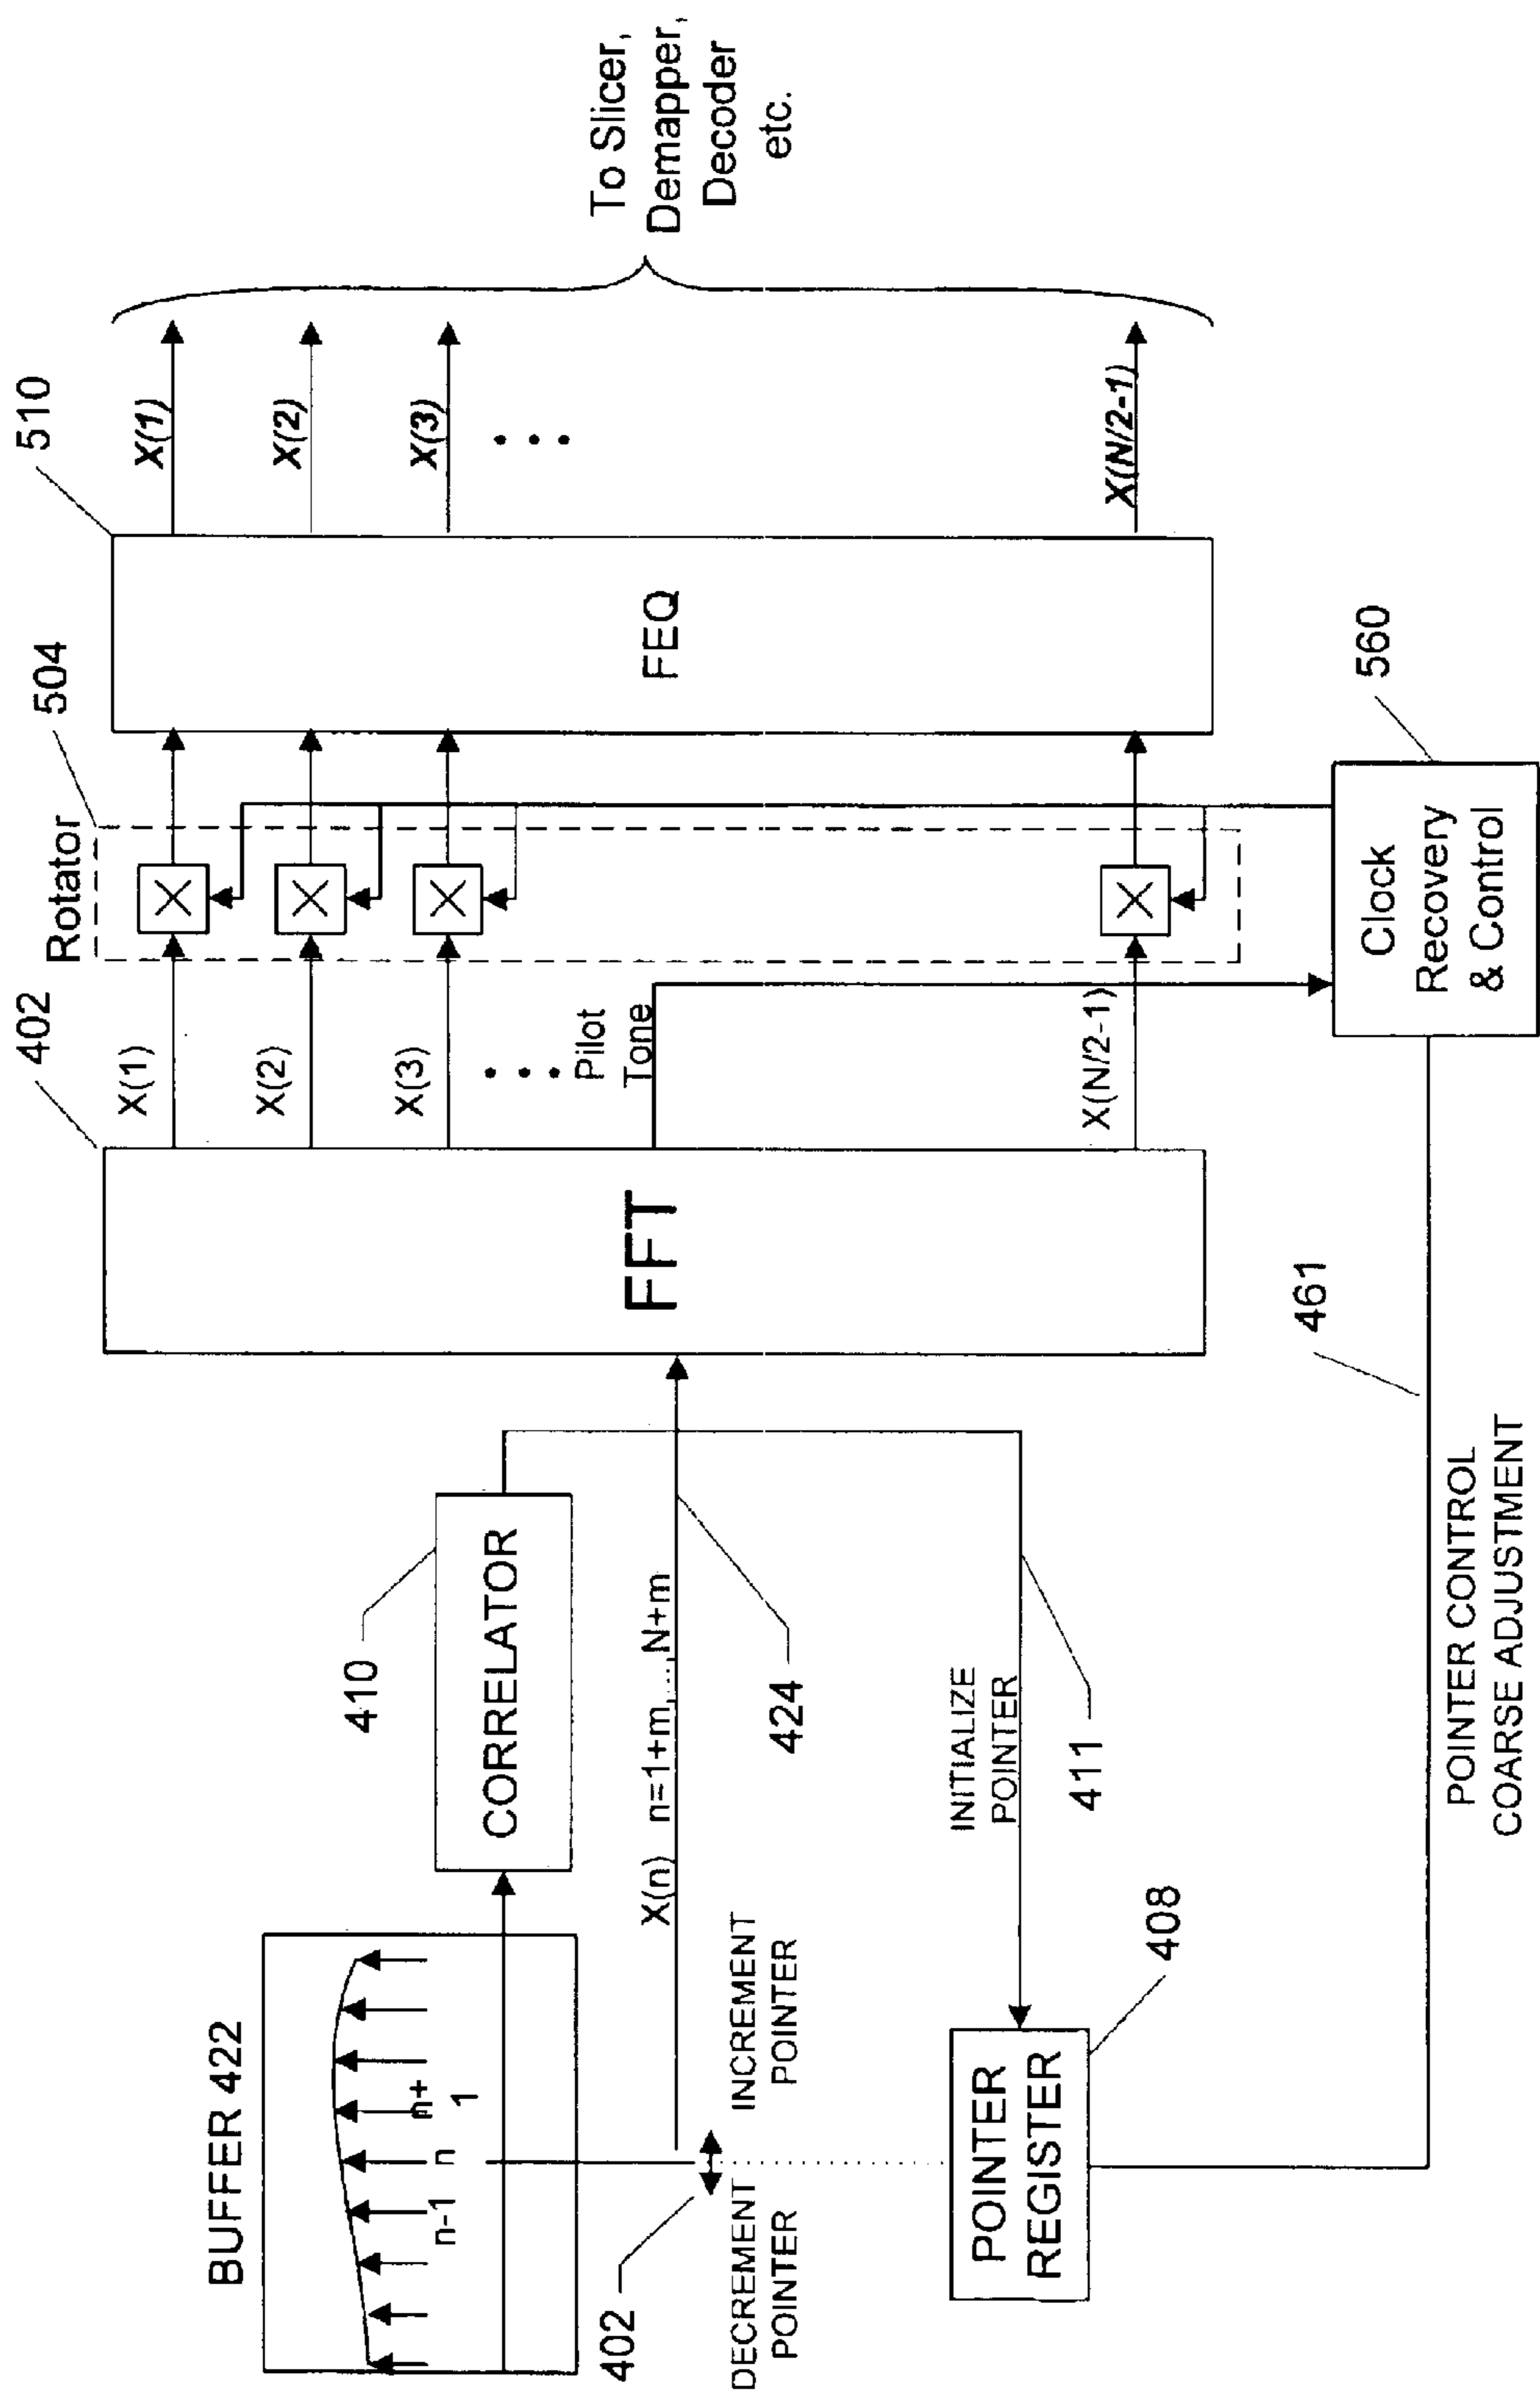 BUFFER 422
n-1
n
n+
1
402
DECREMENT
POINTER
INCREMENT
POINTER
POINTER
REGISTER
408
410
CORRELATOR
X(n) n=1+m,...,N+m
424
INITIALIZE
POINTER
411
POINTER CONTROL
COARSE ADJUSTMENT
461
402
FFT
X(1)
X(2)
X(3)
Pilot
Tone
X(N/2-1)
Rotator
504
Clock
Recovery
& Control
560
FEQ
510
X(1)
X(2)
X(3)
X(N/2-1)
To Slicer,
Demapper,
Decoder
etc.